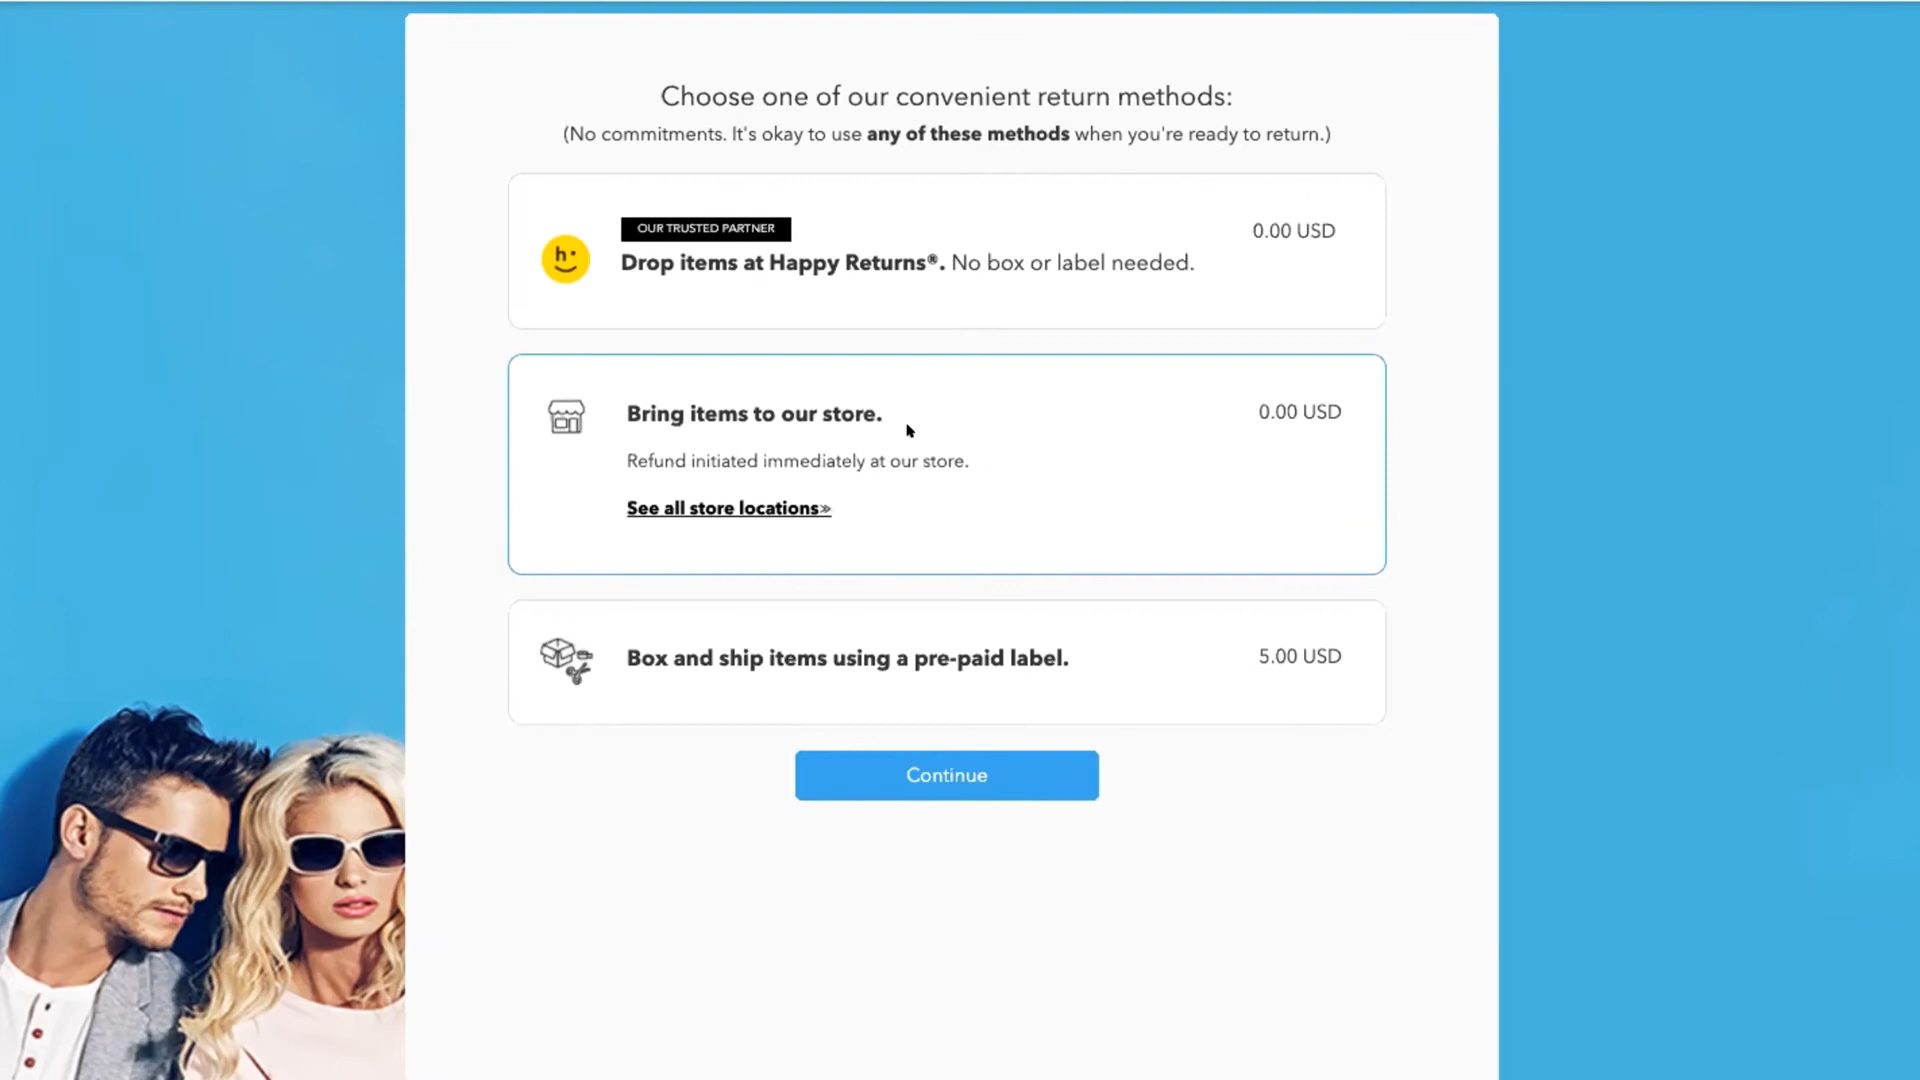 Choose one of our convenient return methods:
(No commitments. It's okay to use any of these methods when you're ready to return.)
OUR TRUSTED PARTNER
0.00 USD
h
Drop items at Happy Returns®. No box or label needed.
Bring items to our store.
0.00 USD
Refund initiated immediately at our store.
See all store locations»
Box and ship items using a pre-paid label.
5.00 USD
Continue